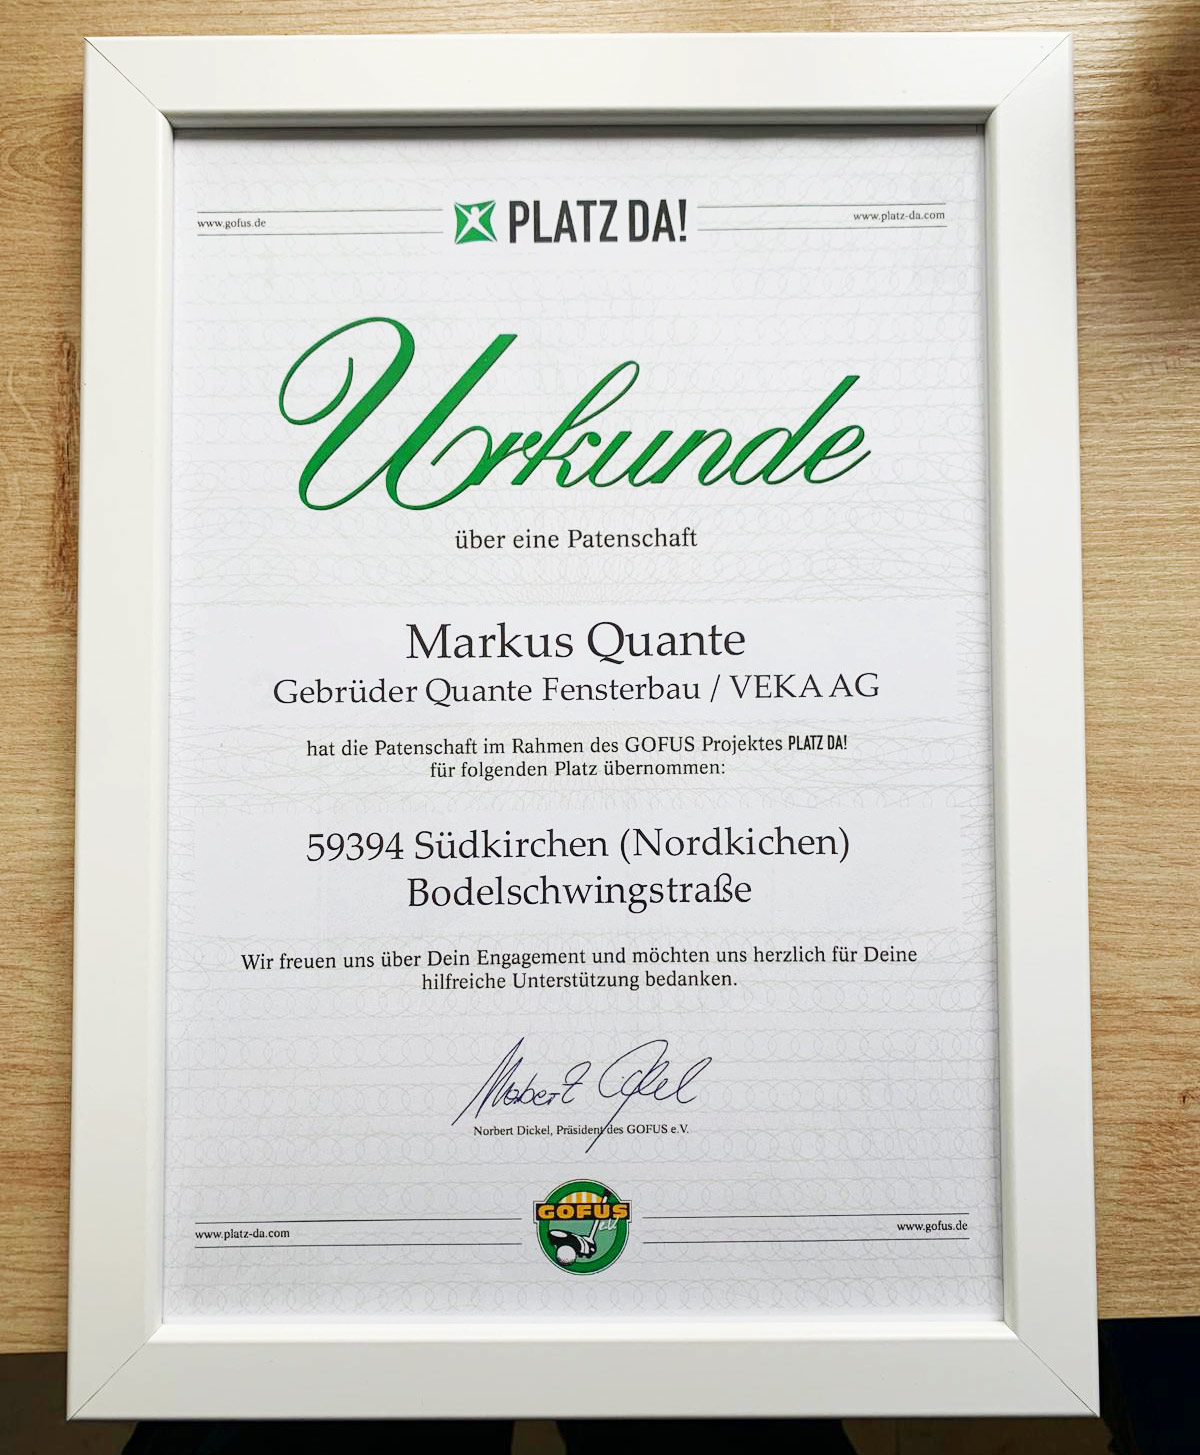 www.gofus.de
PLATZ DA!
www.platz-da.com
Urkunde
über eine Patenschaft
Markus Quante
Gebrüder Quante Fensterbau / VEKA AG
hat die Patenschaft im Rahmen des GOFUS Projektes PLATZ DA!
für folgenden Platz übernommen:
59394 Südkirchen (Nordkichen)
Bodelschwingstraße
Wir freuen uns über Dein Engagement und möchten uns herzlich für Deine
hilfreiche Unterstützung bedanken.
Norbert Dickel
Norbert Dickel, Präsident des GOFUS e.V.
www.platz-da.com
GOFUS
e.V.
www.gofus.de